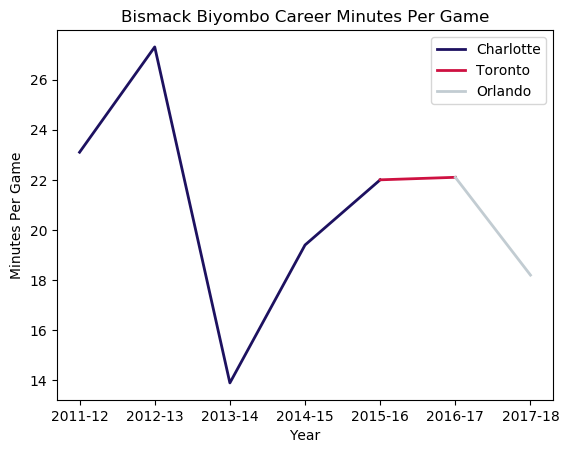 Bismack Biyombo Career Minutes Per Game
Charlotte
Toronto
Orlando
Minutes Per Game
26
24
22
20
18
16
14
2011-12 2012-13 2013-14 2014-15 2015-16 2016-17 2017-18
Year